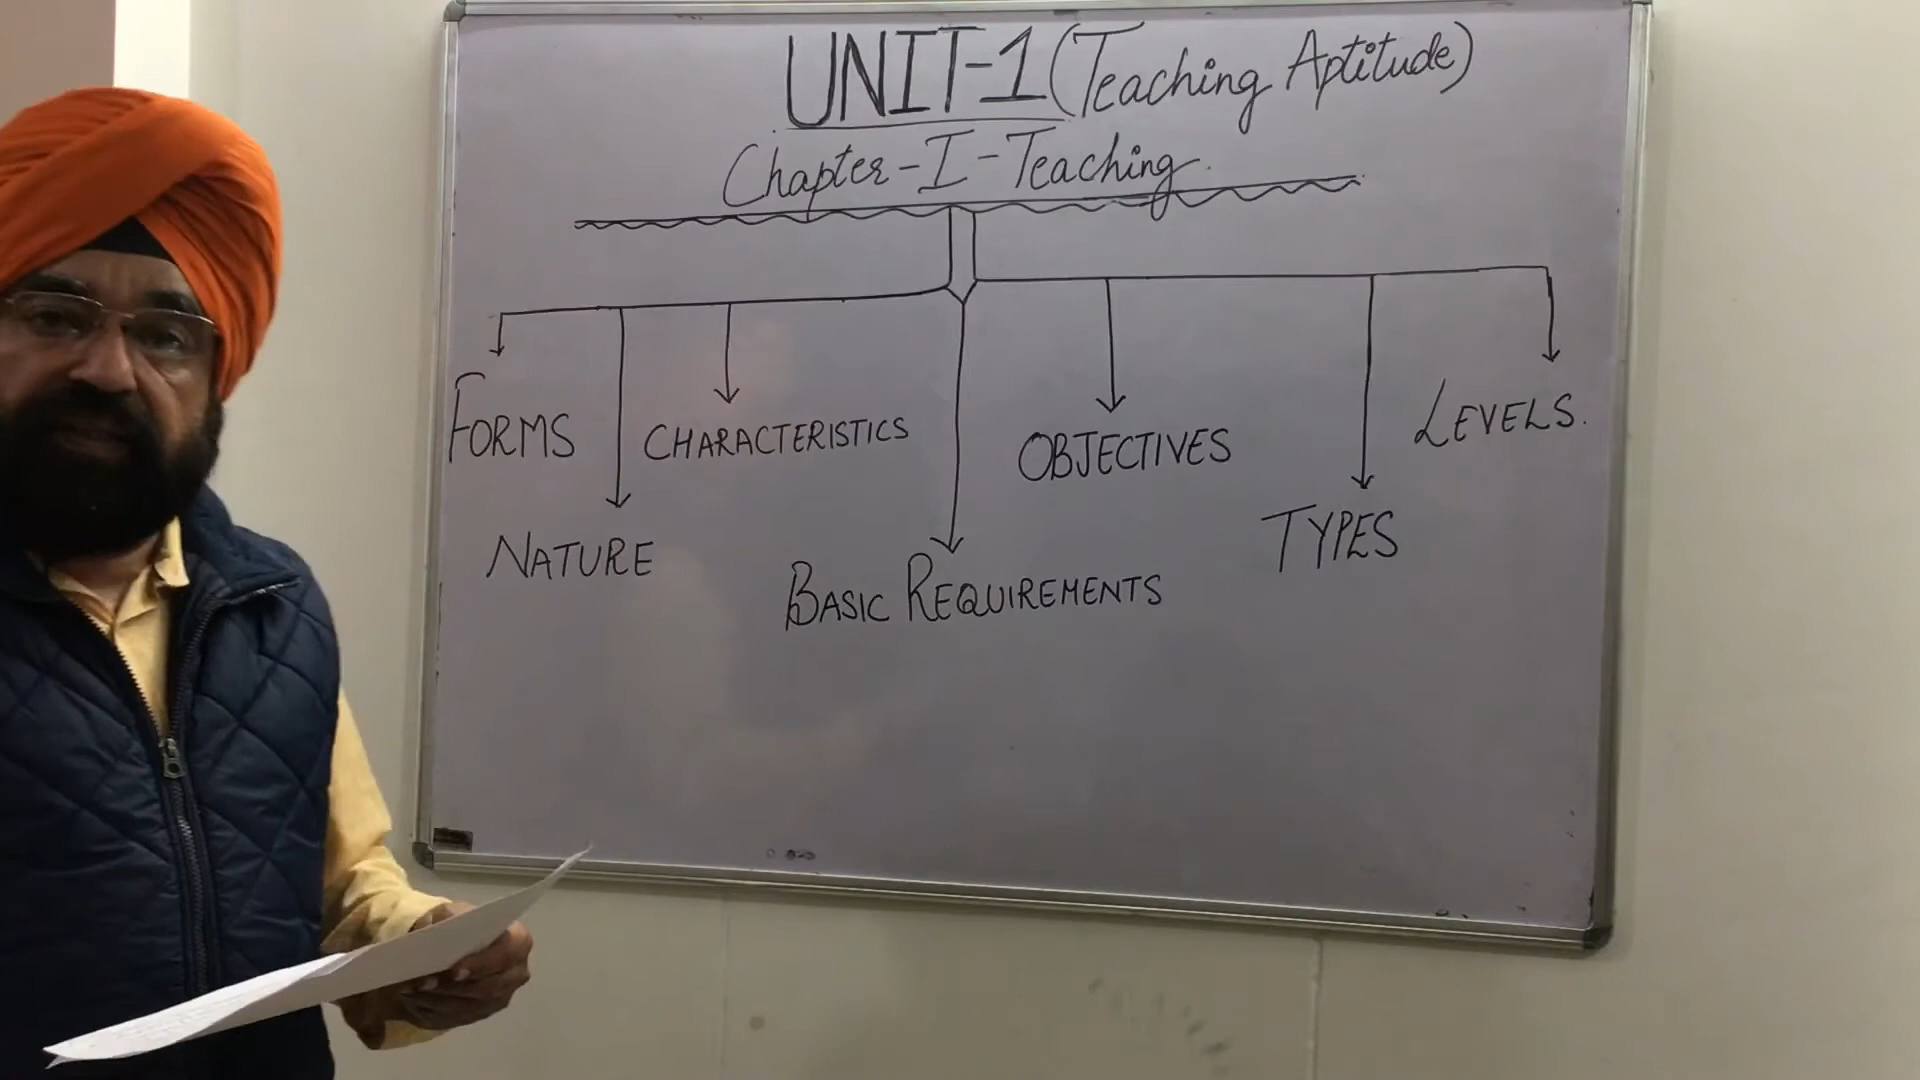 UNIT-1 (Teaching Aptitude)
Chapter-I-Teaching.
FORMS
NATURE
CHARACTERISTICS
BASIC REQUIREMENTS
OBJECTIVES
TYPES
LEVELS.